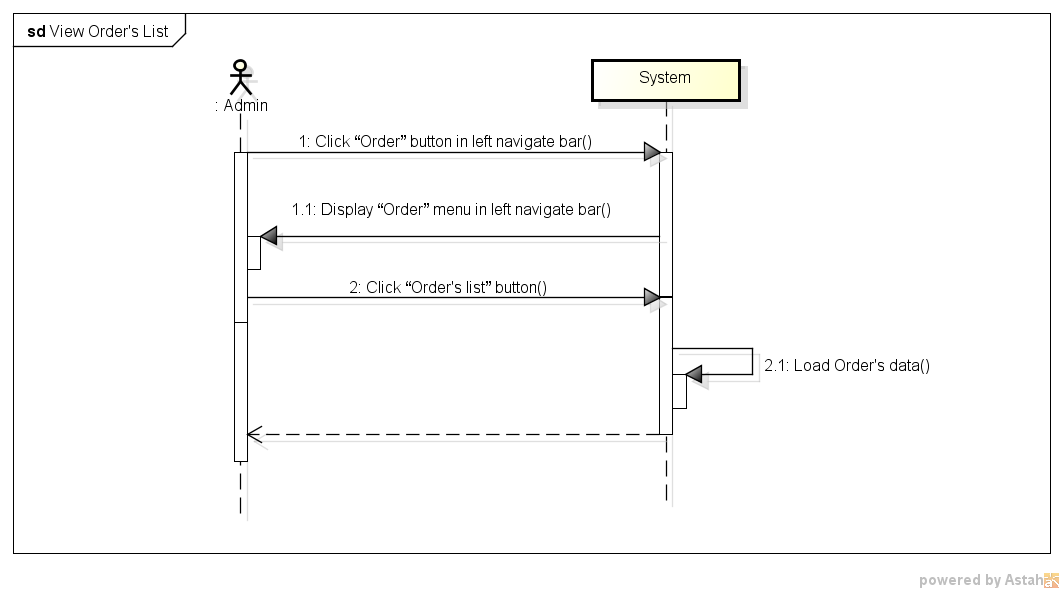 sd View Order's List
: Admin
System
1: Click “Order” button in left navigate bar()
1.1: Display “Order” menu in left navigate bar()
2: Click “Order's list” button()
2.1: Load Order's data()
powered by Astah